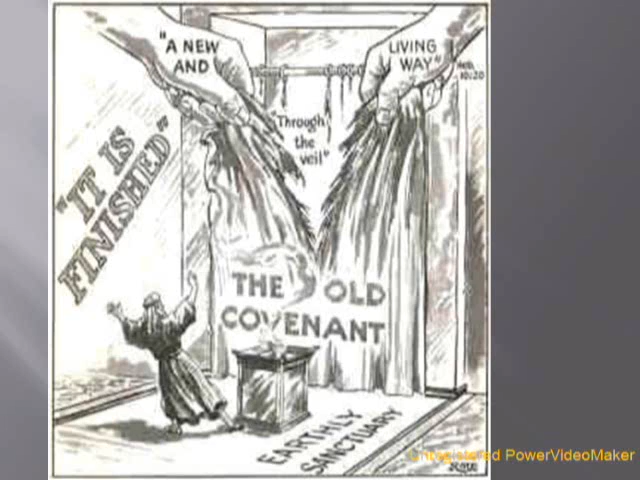 "A NEW
AND
LIVING
WAY"
Heb.
10:20
"Through
the
veil"
"IT IS
FINISHED"
THE OLD
COVENANT
EARTHLY
SANCTUARY
Unregistered PowerVideoMaker